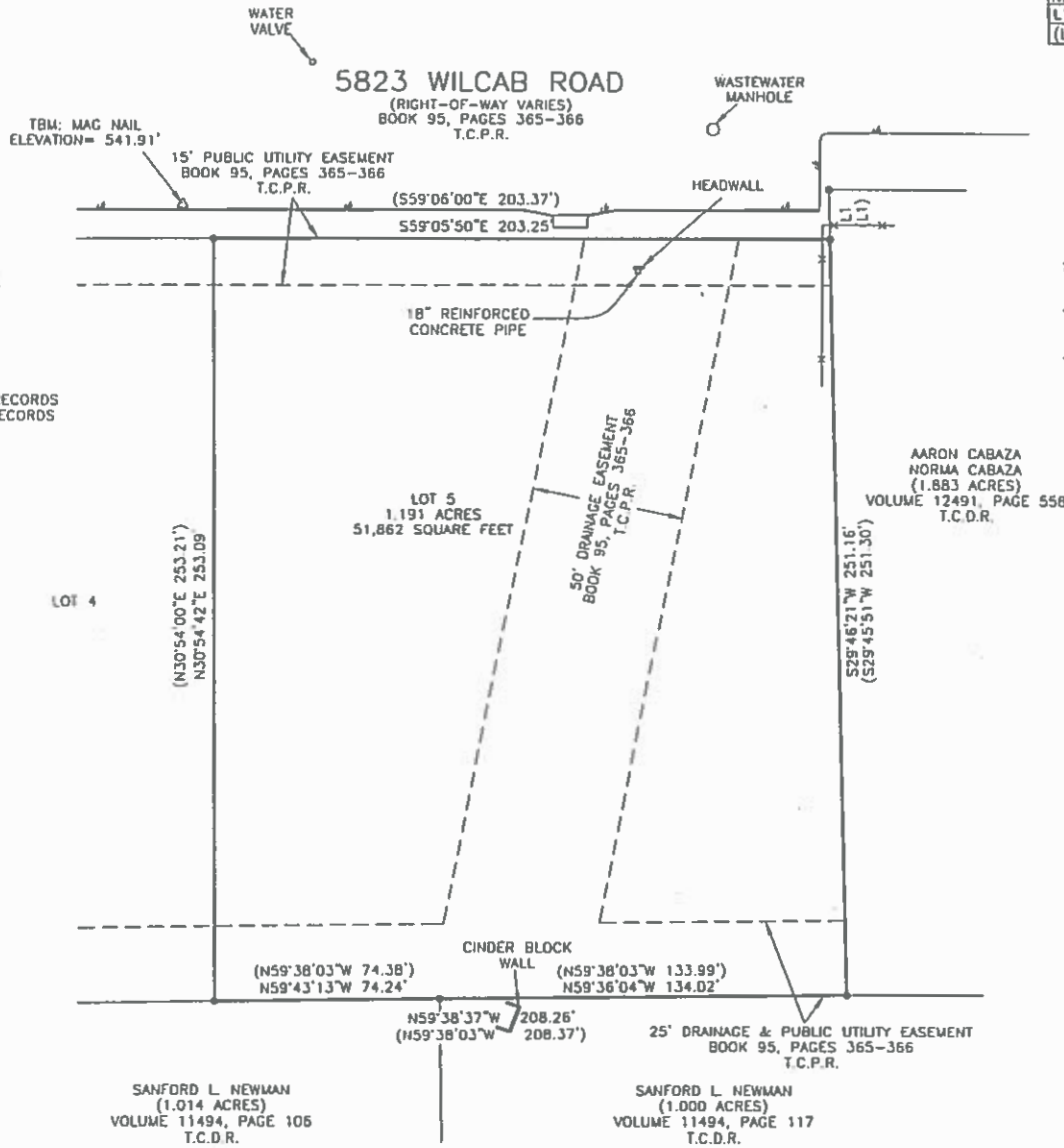 WATER
VALVE
5823 WILCAB ROAD
(RIGHT-OF-WAY VARIES)
BOOK 95, PAGES 365-366
T.C.P.R.
WASTEWATER
MANHOLE
TBM: MAG NAIL
ELEVATION= 541.91'
15' PUBLIC UTILITY EASEMENT
BOOK 95, PAGES 365-366
T.C.P.R.
(S59°06'00"E 203.37')
S59°05'50"E 203.25'
HEADWALL
L1
(L1)
18" REINFORCED
CONCRETE PIPE
RECORDS
RECORDS
50' DRAINAGE EASEMENT
BOOK 95, PAGES 365-366
T.C.P.R.
LOT 5
1.191 ACRES
51,862 SQUARE FEET
AARON CABAZA
NORMA CABAZA
(1.883 ACRES)
VOLUME 12491, PAGE 558
T.C.D.R.
LOT 4
(N30°54'00"E 253.21')
N30°54'42"E 253.09
S29°46'21"W 251.16'
(S29°45'51"W 251.30')
CINDER BLOCK
WALL
(N59°38'03"W 74.38')
N59°43'13"W 74.24'
(N59°38'03"W 133.99')
N59°36'04"W 134.02'
N59°38'37"W 208.26'
(N59°38'03"W 208.37')
25' DRAINAGE & PUBLIC UTILITY EASEMENT
BOOK 95, PAGES 365-366
T.C.P.R.
SANFORD L. NEWMAN
(1.014 ACRES)
VOLUME 11494, PAGE 106
T.C.D.R.
SANFORD L. NEWMAN
(1.000 ACRES)
VOLUME 11494, PAGE 117
T.C.D.R.